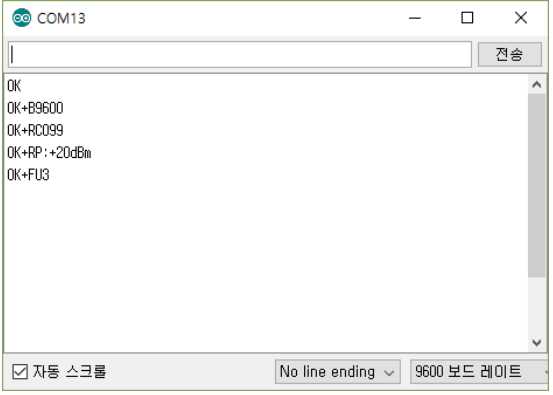 COM13
전송
OK
OK+B9600
OK+RC099
OK+RP:+20dBm
OK+FU3
자동 스크롤
No line ending
9600 보드 레이트